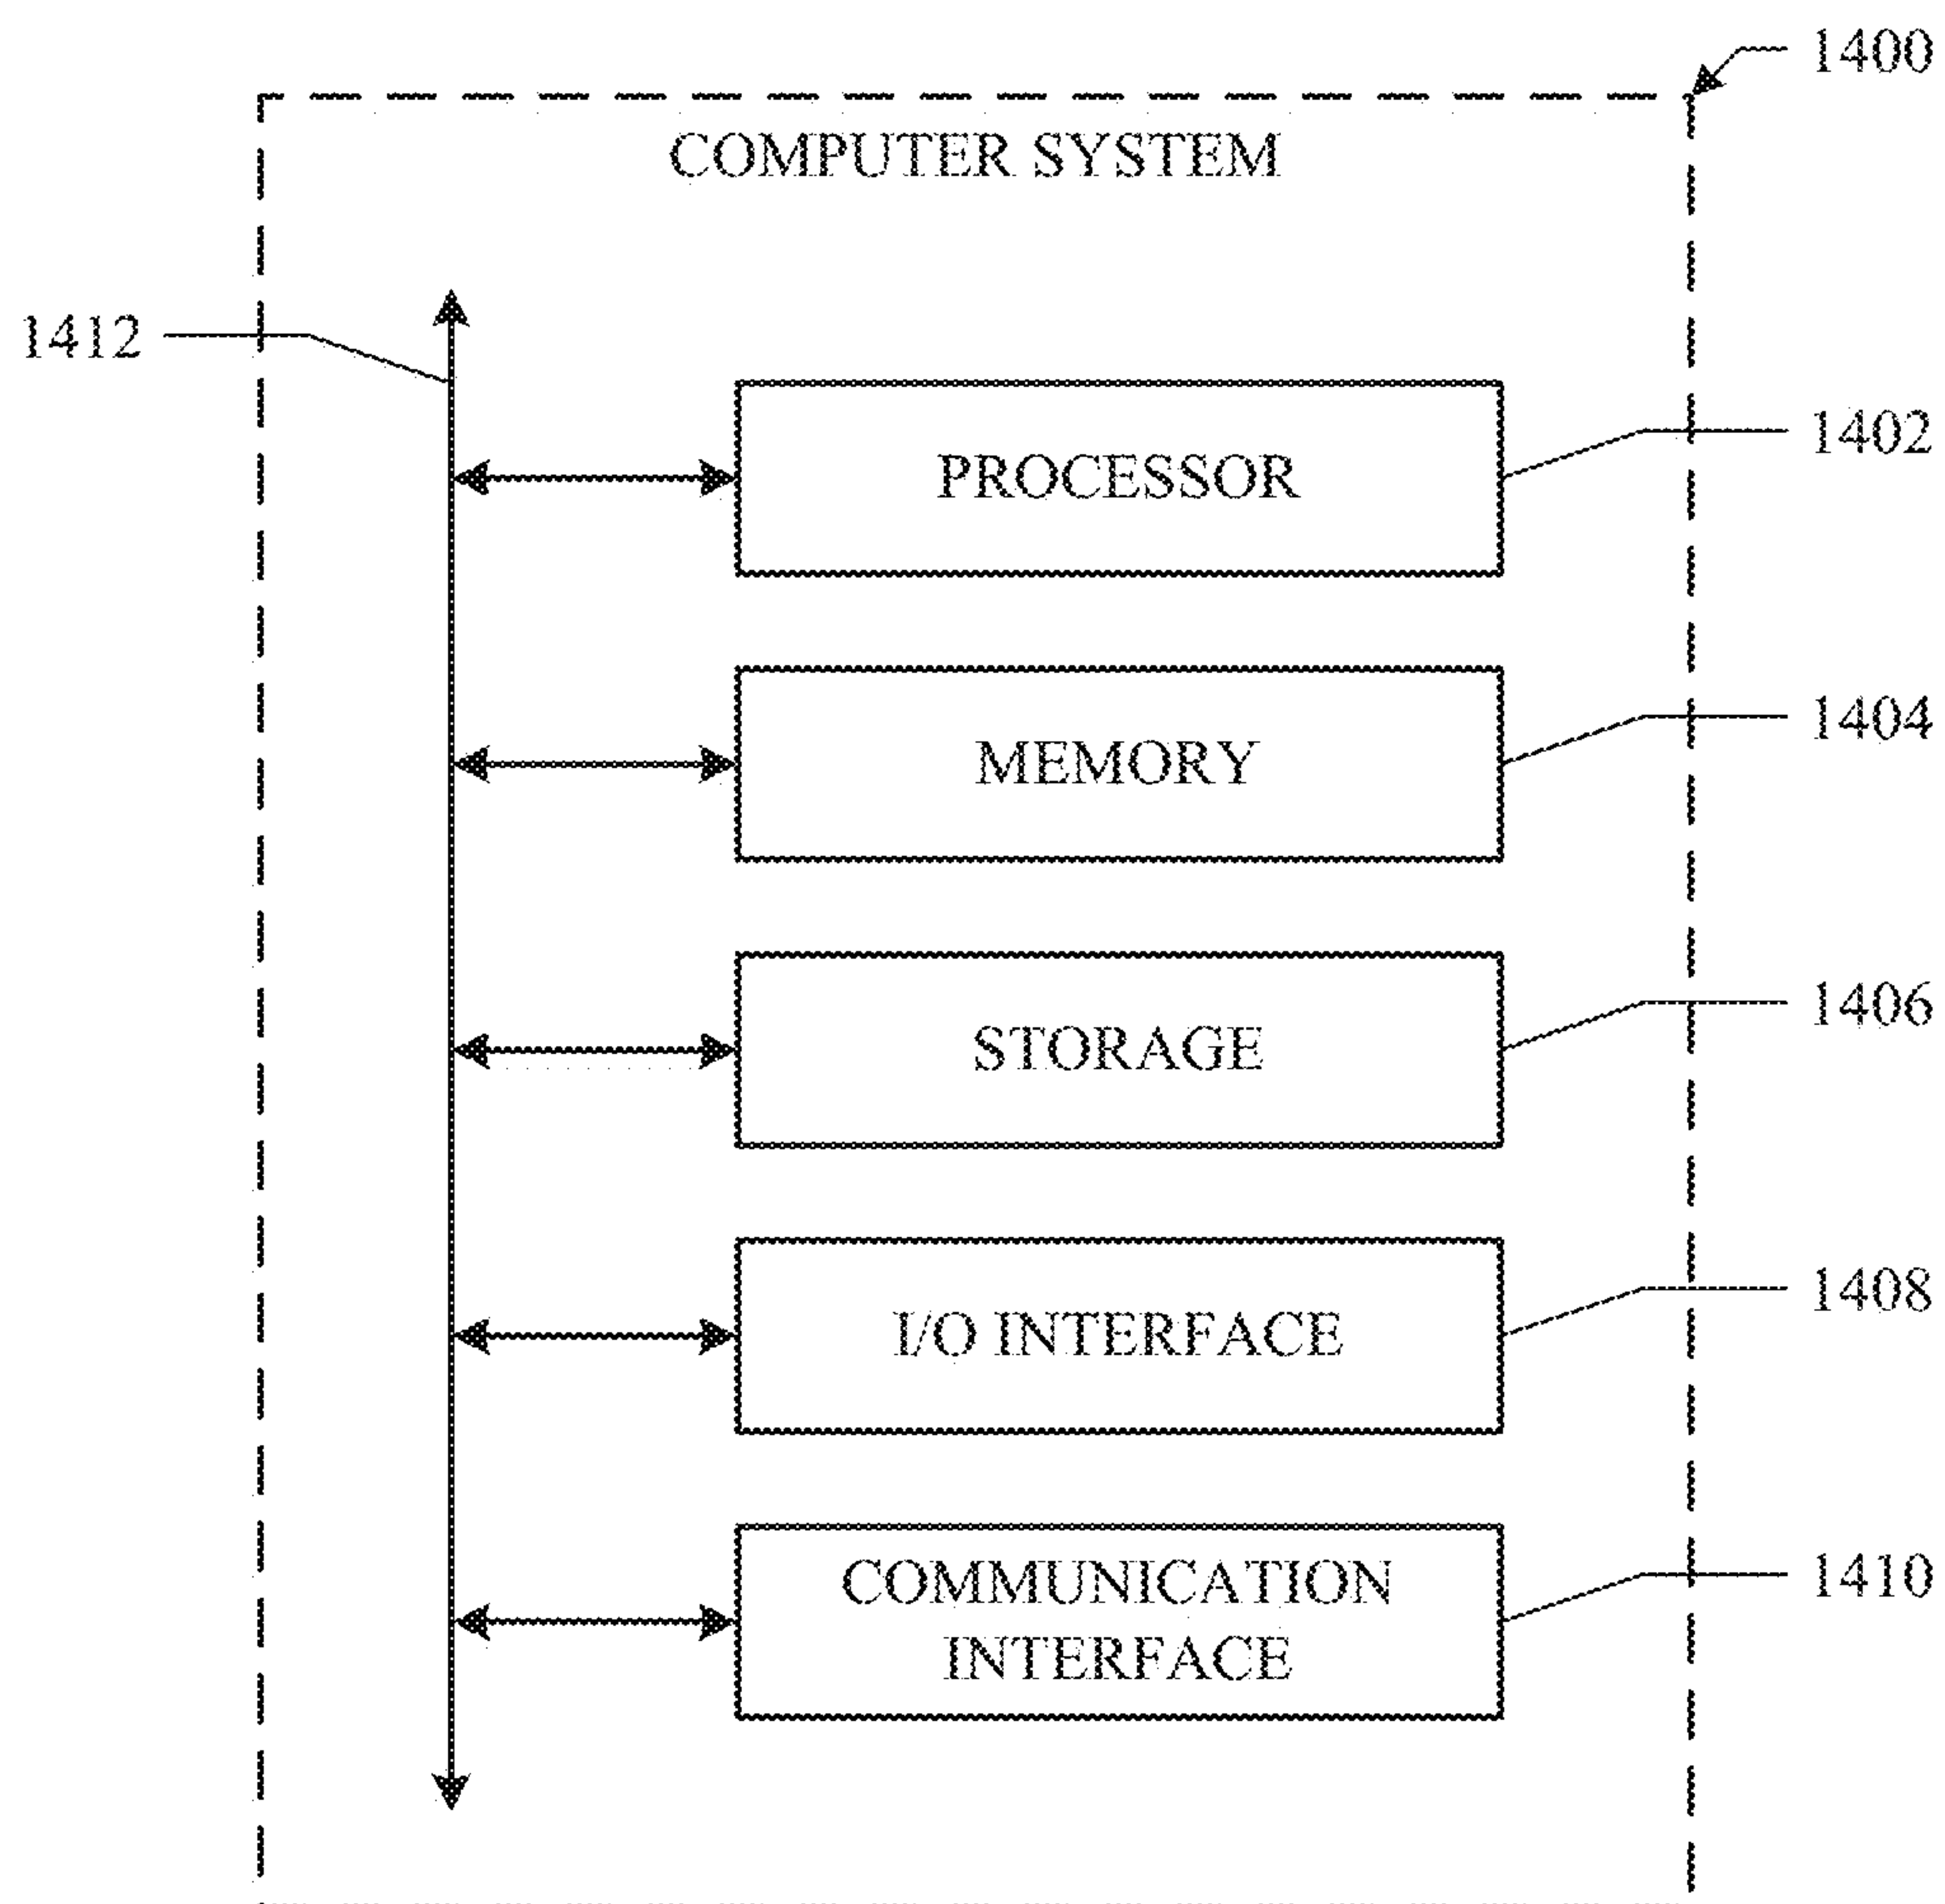 1400
COMPUTER SYSTEM
1412
PROCESSOR
1402
MEMORY
1404
STORAGE
1406
I/O INTERFACE
1408
COMMUNICATION
INTERFACE
1410